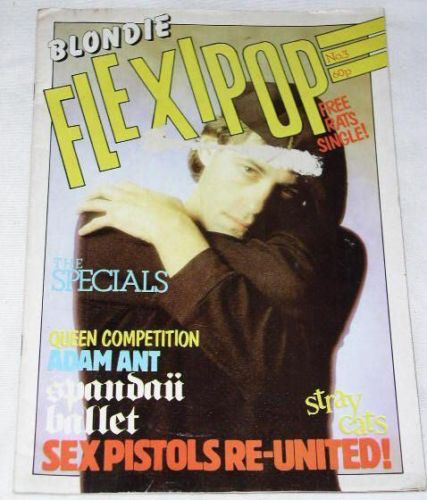 BLONDIE
FLEXIPOP
No.3
60p
FREE
RATS
SINGLE!
THE
SPECIALS
QUEEN COMPETITION
ADAM ANT
spandaü
ballet
stray
cats
SEX PISTOLS RE-UNITED!